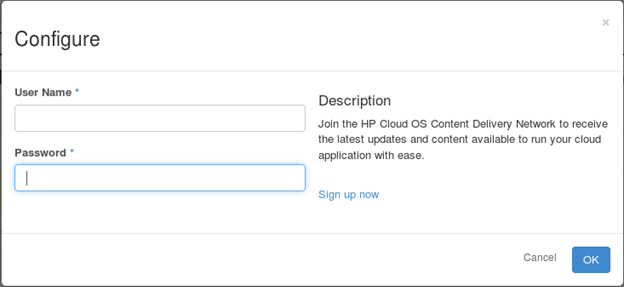 ×
Configure
User Name *
Password *
Description
Join the HP Cloud OS Content Delivery Network to receive
the latest updates and content available to run your cloud
application with ease.
Sign up now
Cancel
OK